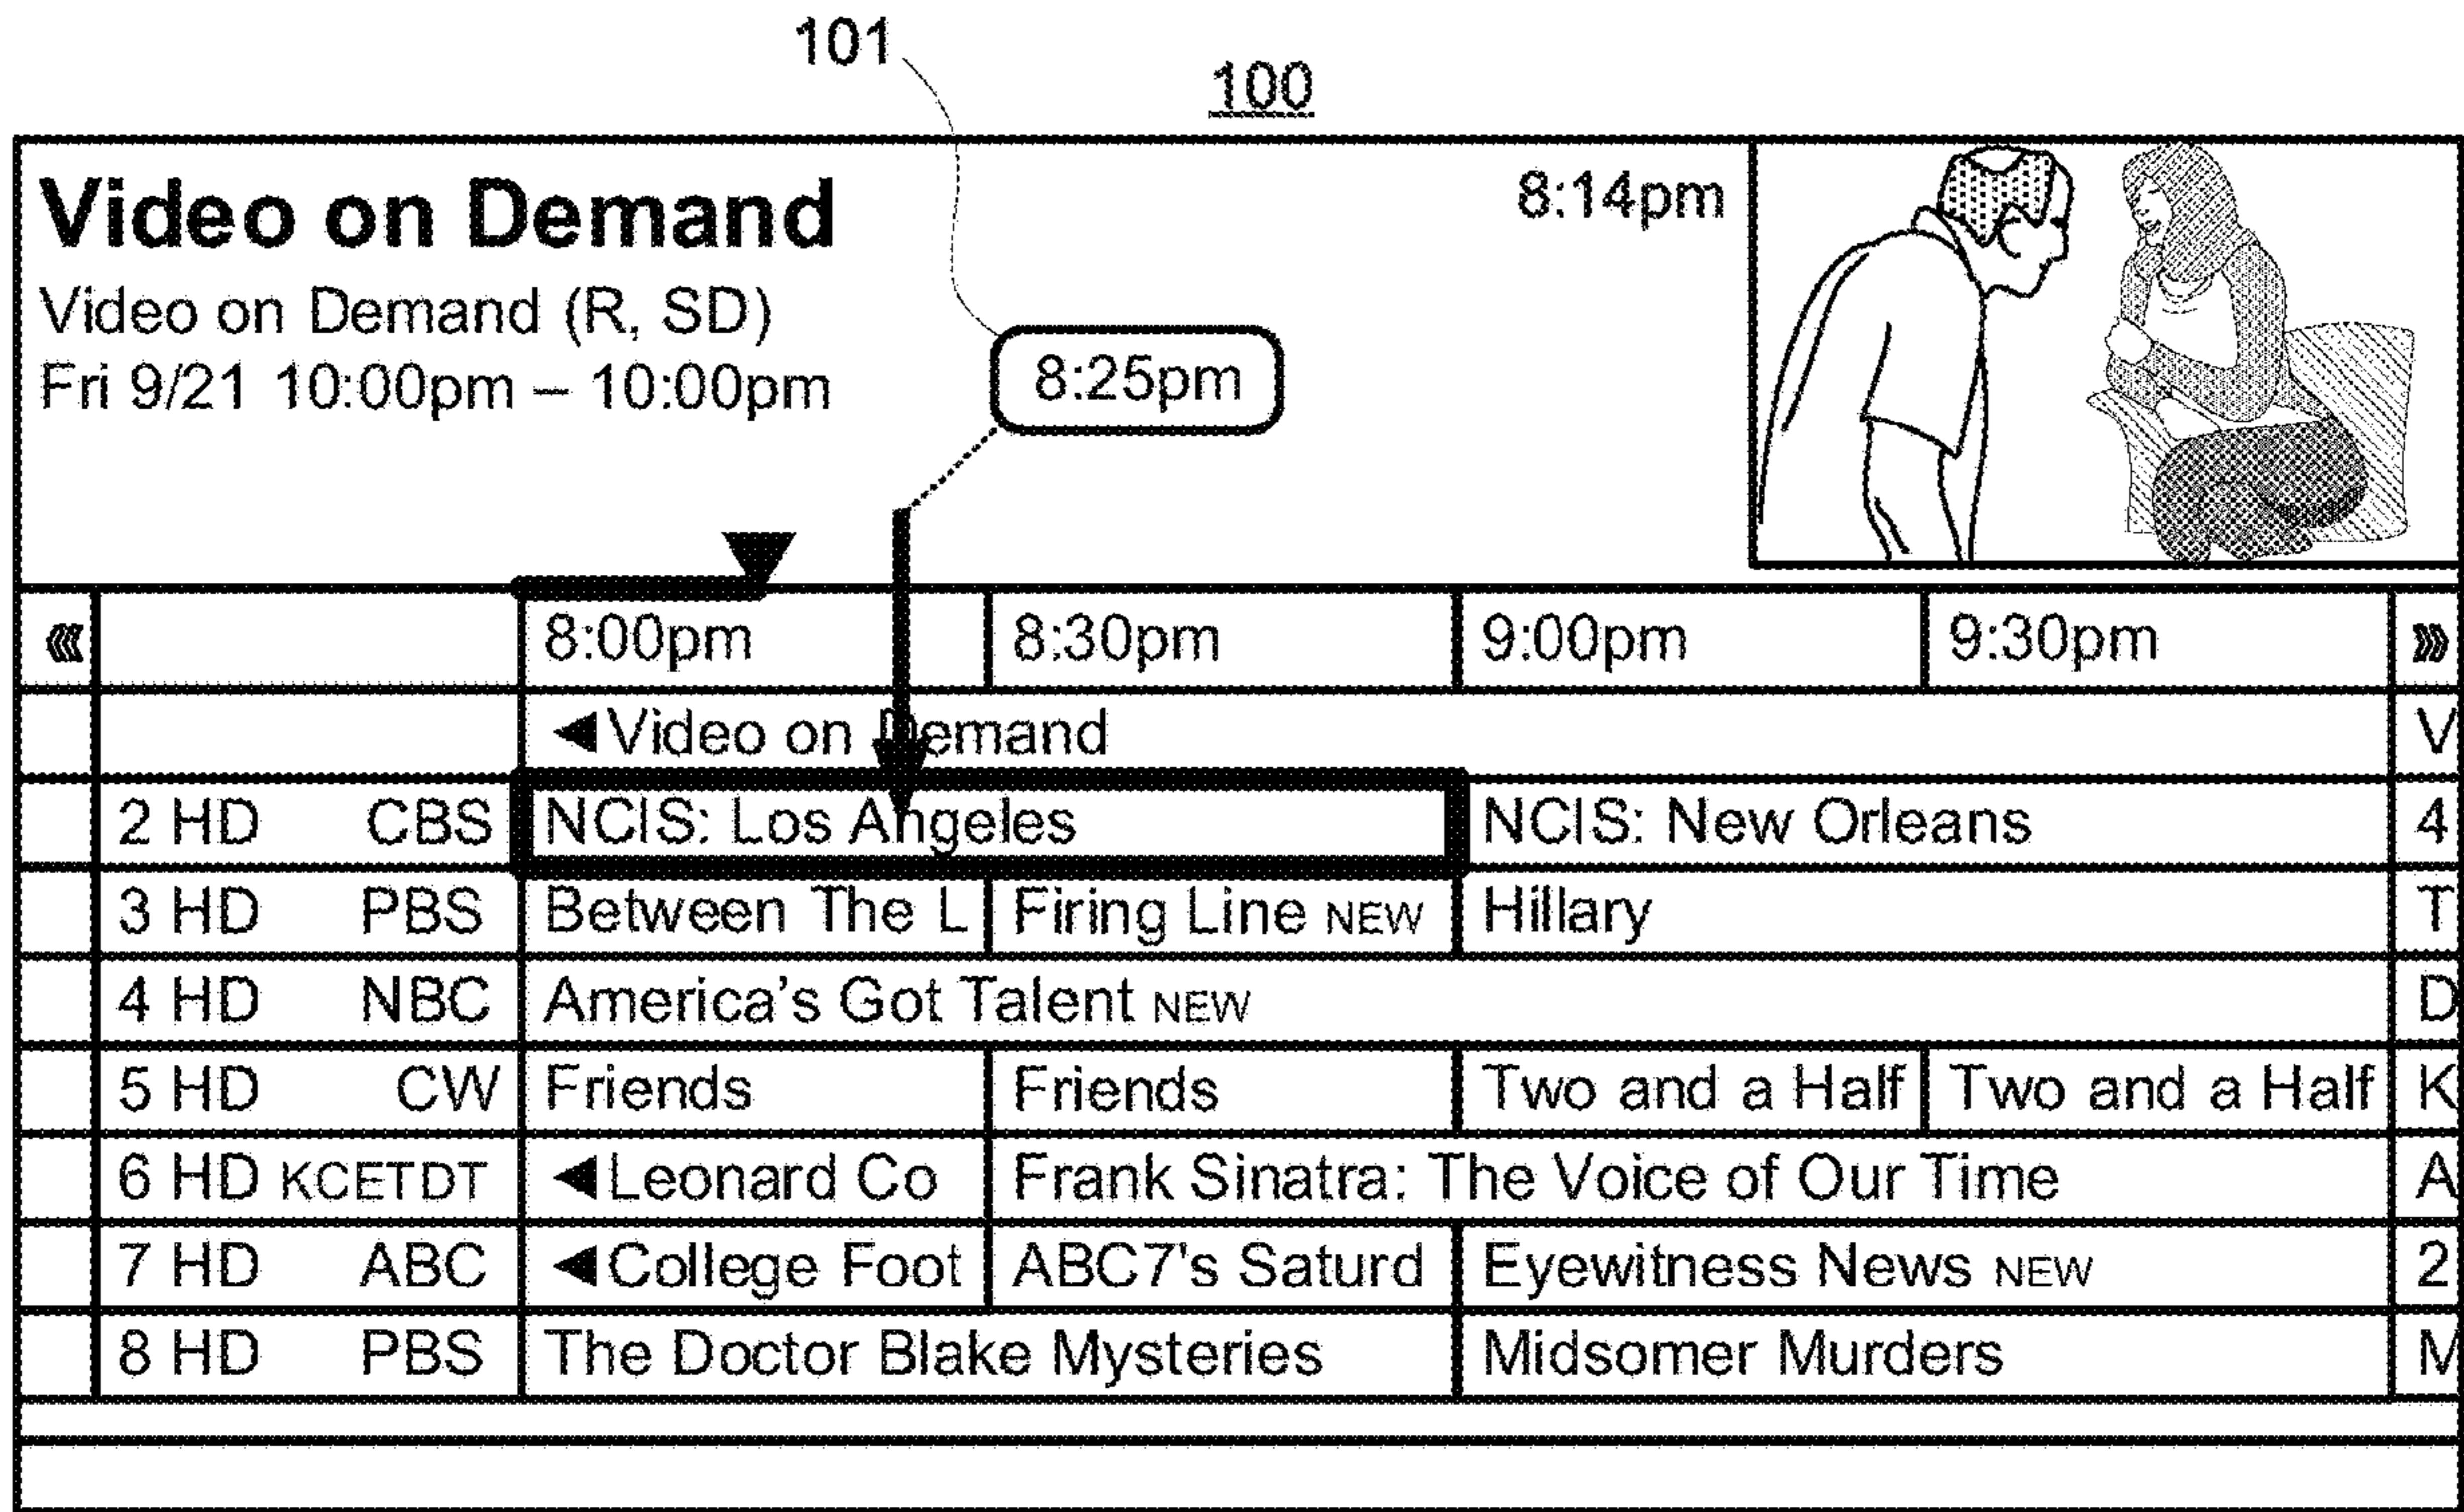 101
100
Video on Demand
8:14pm
Video on Demand (R, SD)
Fri 9/21 10:00pm – 10:00pm
8:25pm
8:00pm 8:30pm 9:00pm 9:30pm
◄Video on Demand V
2 HD CBS NCIS: Los Angeles NCIS: New Orleans 4
3 HD PBS Between The L Firing Line NEW Hillary T
4 HD NBC America's Got Talent NEW D
5 HD CW Friends Friends Two and a Half Two and a Half K
6 HD KCETDT ◄Leonard Co Frank Sinatra: The Voice of Our Time A
7 HD ABC ◄College Foot ABC7's Saturd Eyewitness News NEW 2
8 HD PBS The Doctor Blake Mysteries Midsomer Murders M